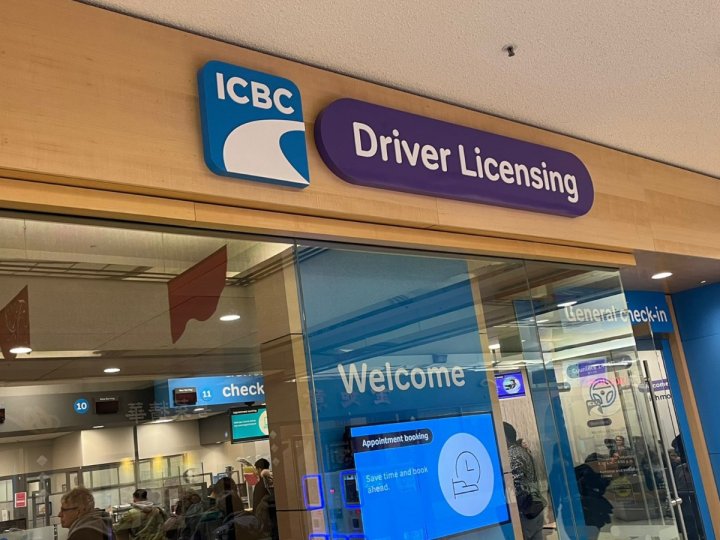 ICBC
Driver Licensing
General check-in
Welcome
10
11
check
Appointment booking
Save time and book
ahead.